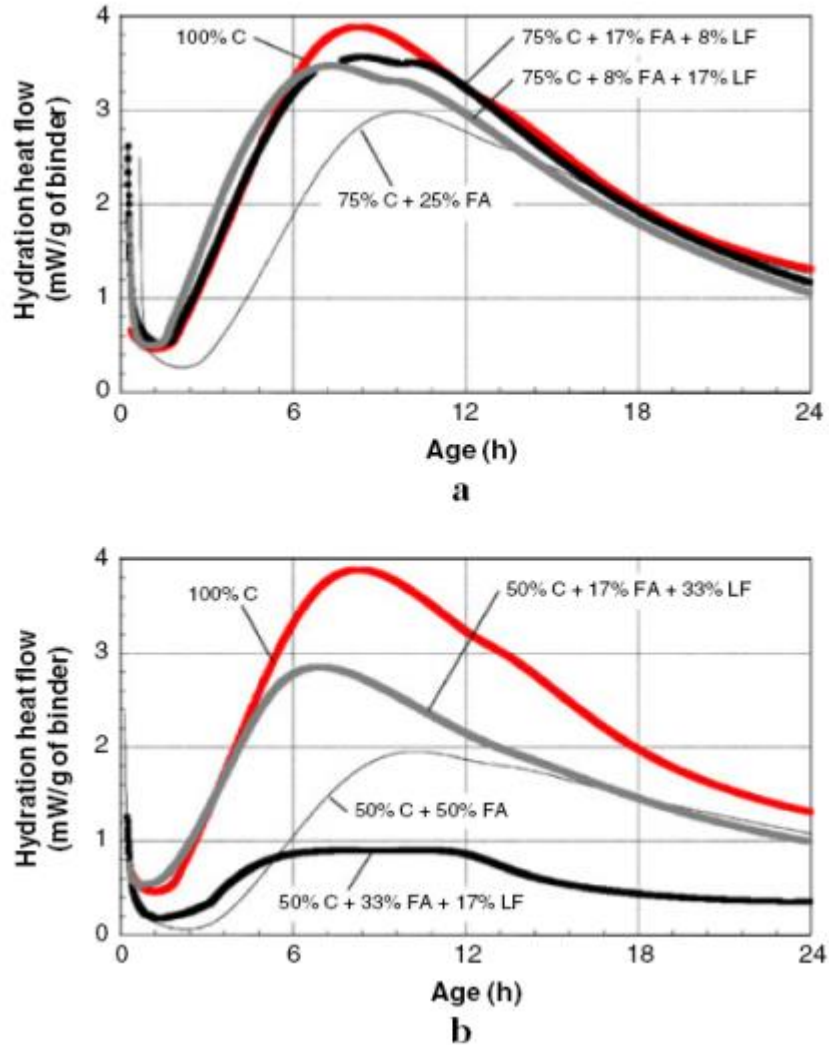 4
100% C
75% C + 17% FA + 8% LF
75% C + 8% FA + 17% LF
3
Hydration heat flow
(mW/g of binder)
2
75% C + 25% FA
1
0
0 6 12 18 24
Age (h)
a
4
100% C
50% C + 17% FA + 33% LF
3
Hydration heat flow
(mW/g of binder)
2
50% C + 50% FA
1
50% C + 33% FA + 17% LF
0
0 6 12 18 24
Age (h)
b